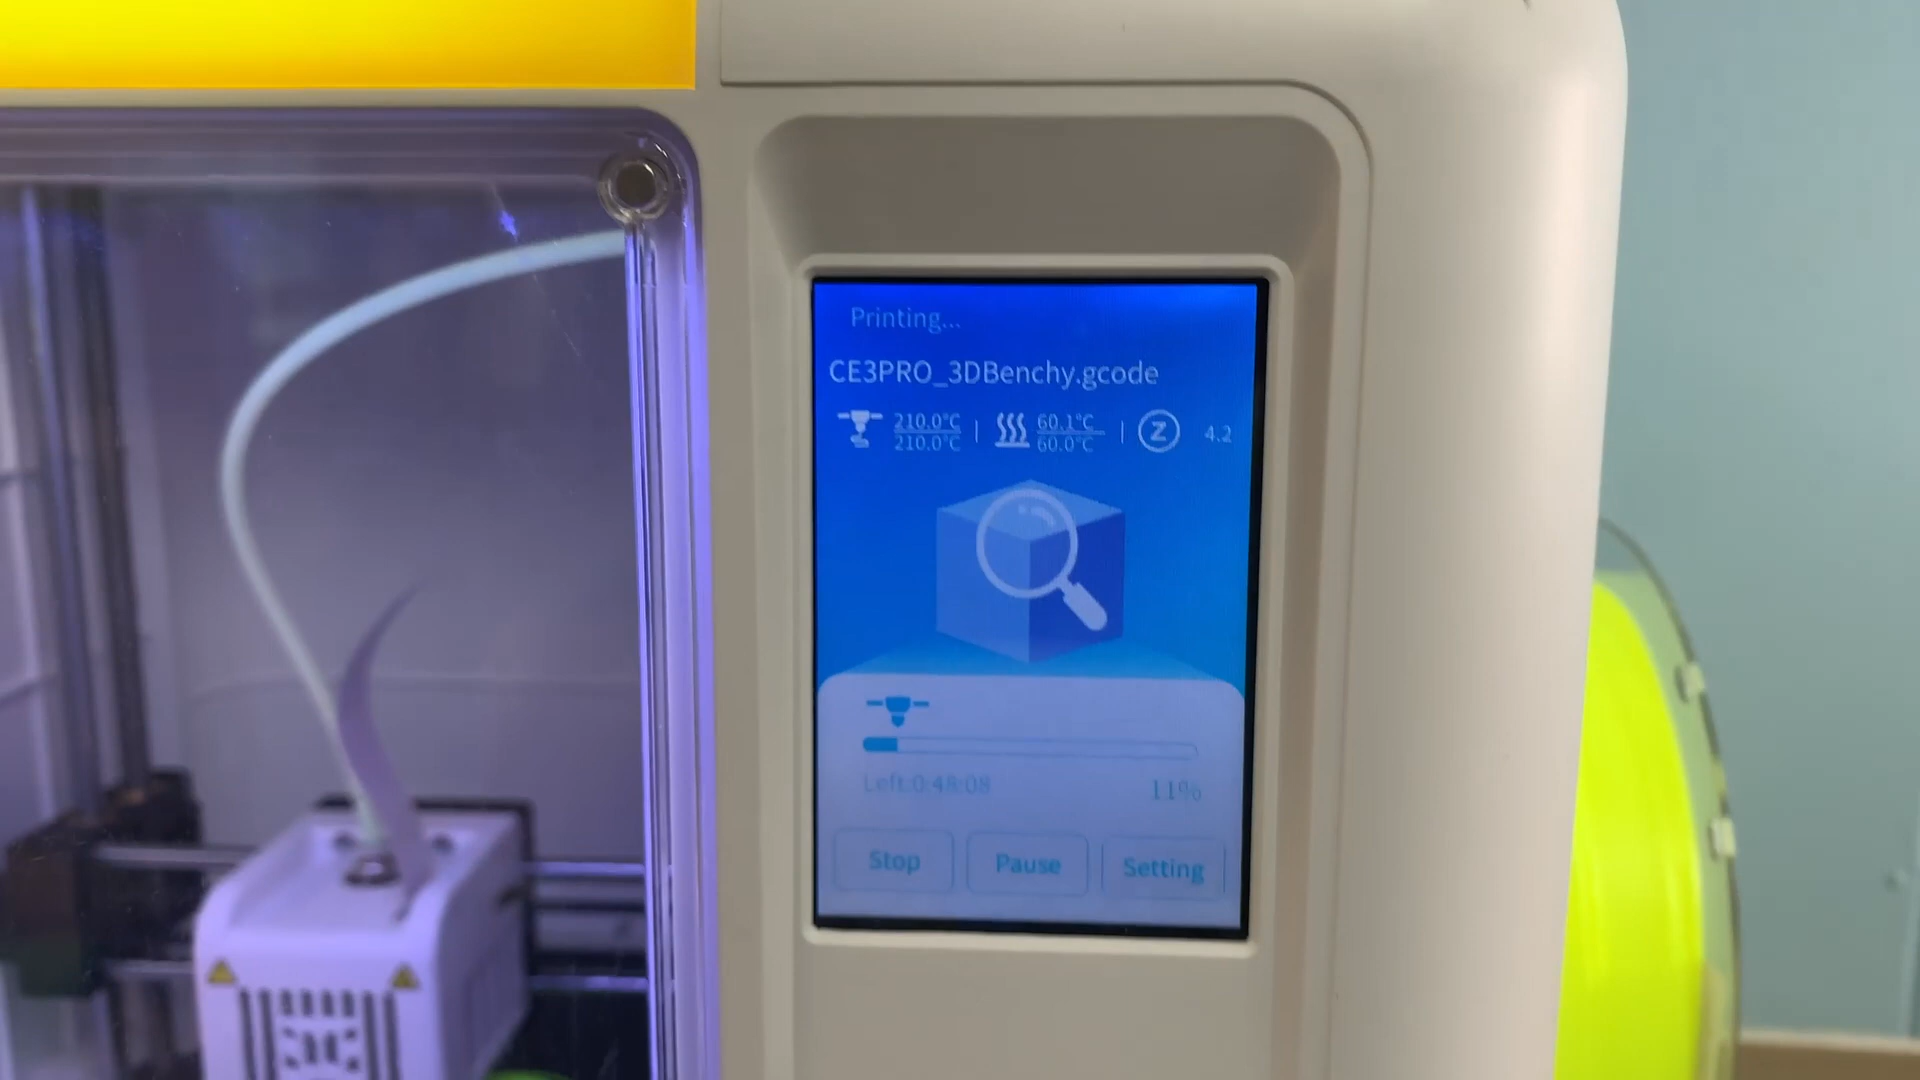 Printing...
CE3PRO_3DBenchy.gcode
210.0°C
210.0°C
60.1°C
60.0°C
Z 4.2
Left:0:48:08 11%
Stop Pause Setting